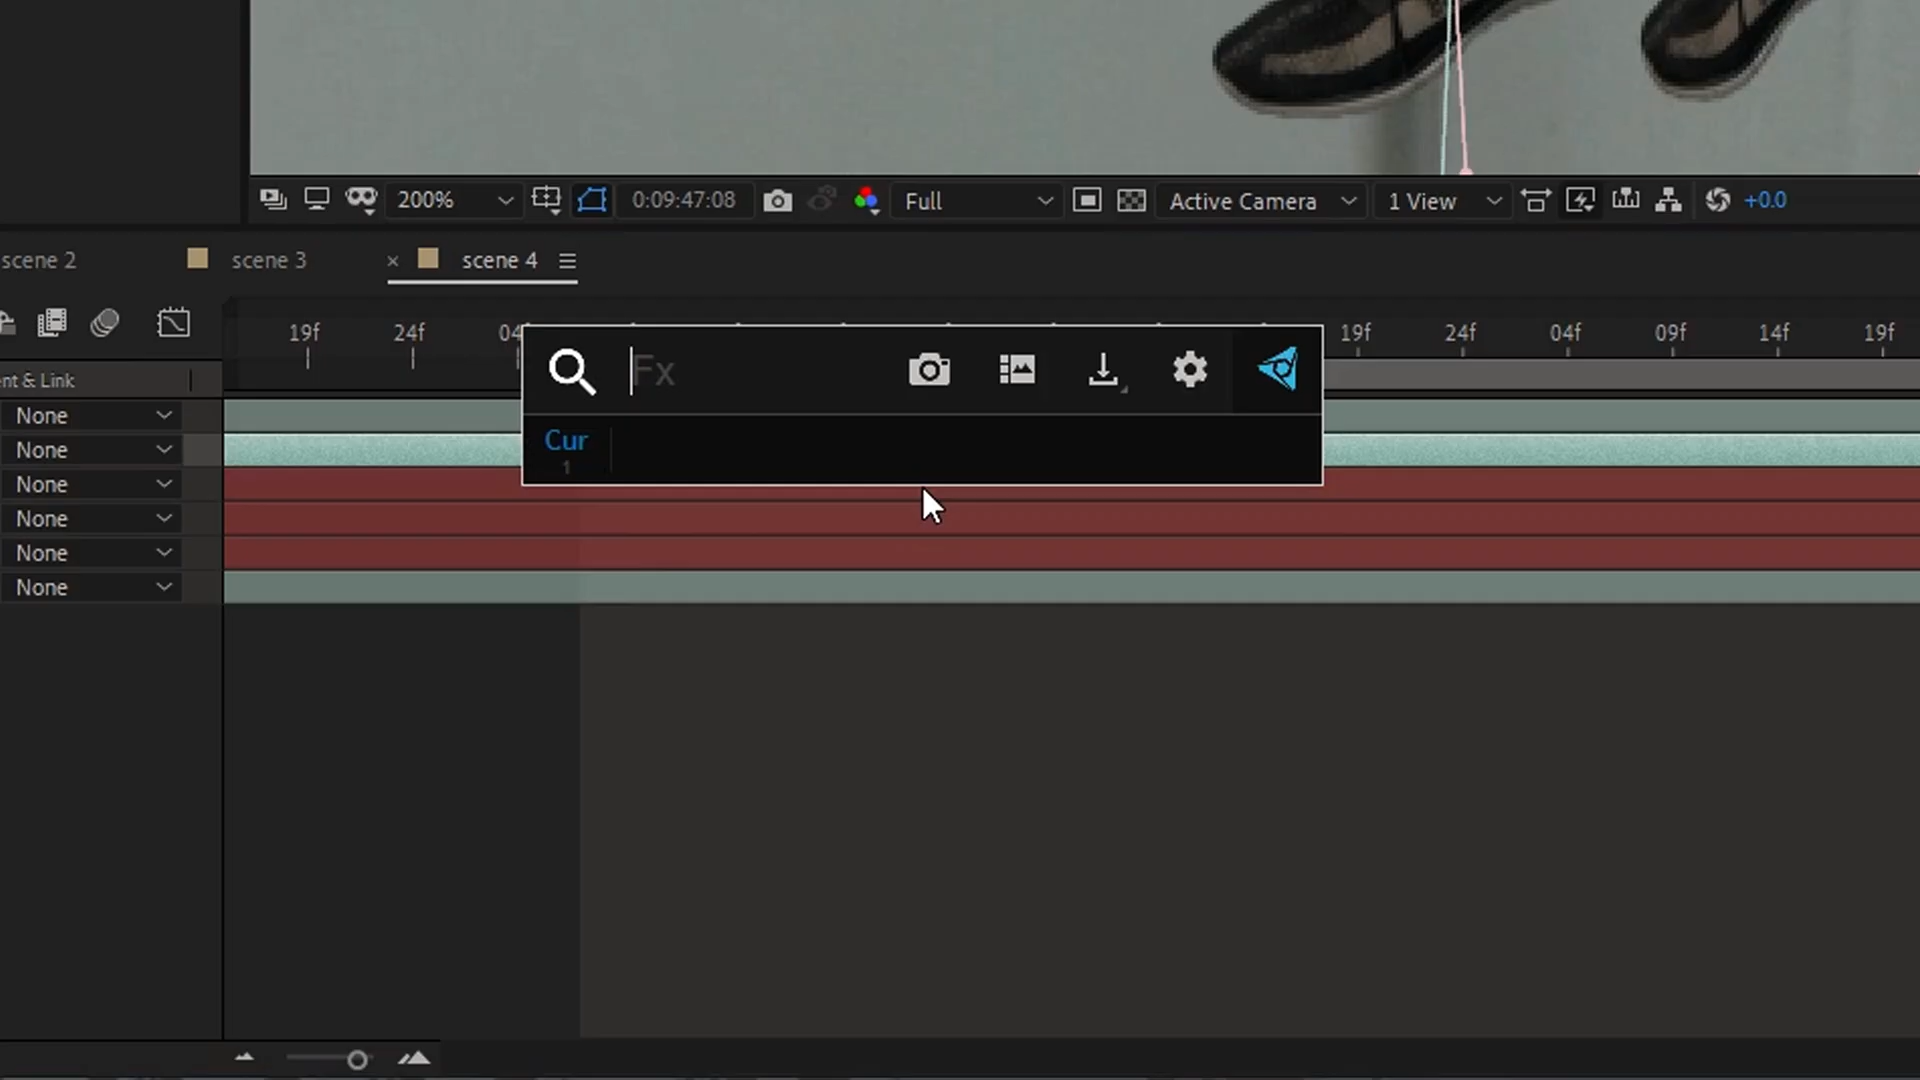 200%
0:09:47:08
Full
Active Camera
1 View
+0.0
scene 2
scene 3
× scene 4
19f 24f 04 19f 24f 04f 09f 14f 19f
Fx
nt & Link
Cur
1
None
None
None
None
None
None